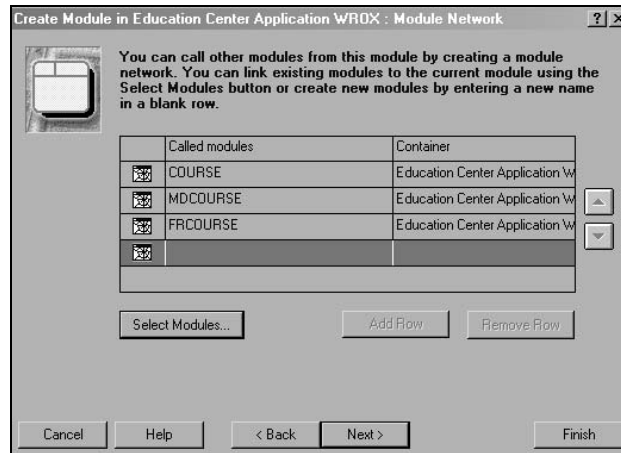 Create Module in Education Center Application WROX : Module Network
You can call other modules from this module by creating a module
network. You can link existing modules to the current module using the
Select Modules button or create new modules by entering a new name
in a blank row.
Called modules Container
COURSE Education Center Application W
MDCOURSE Education Center Application W
FRCOURSE Education Center Application W
Select Modules... Add Row Remove Row
Cancel Help < Back Next > Finish